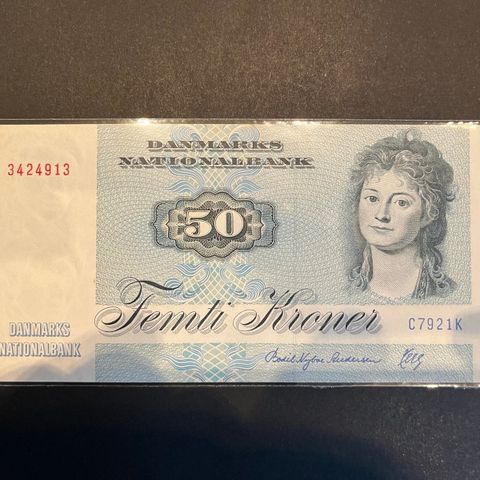 3424913
DANMARKS
NATIONALBANK
50
Femti Kroner
C7921K
DANMARKS
NATIONALBANK
Bodil Nyboe Andersen